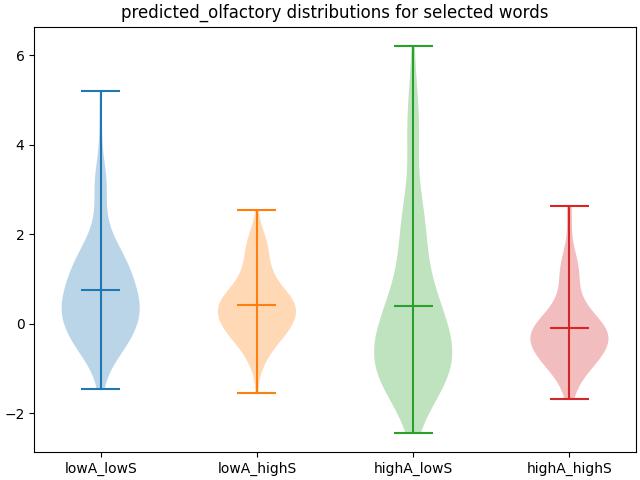 predicted_olfactory distributions for selected words
6
4
2
0
−2
lowA_lowS lowA_highS highA_lowS highA_highS